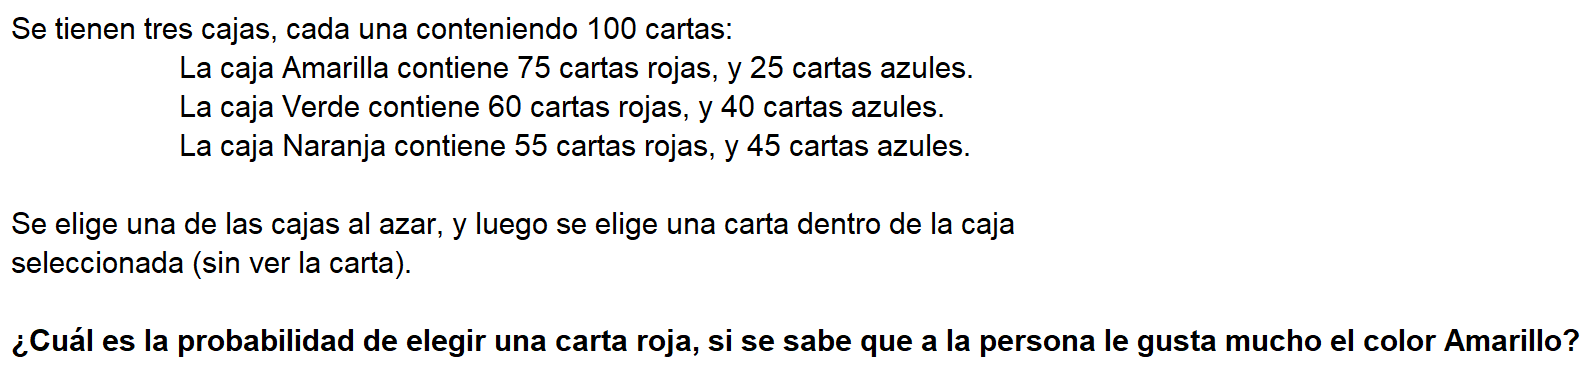 Se tienen tres cajas, cada una conteniendo 100 cartas:
La caja Amarilla contiene 75 cartas rojas, y 25 cartas azules.
La caja Verde contiene 60 cartas rojas, y 40 cartas azules.
La caja Naranja contiene 55 cartas rojas, y 45 cartas azules.
Se elige una de las cajas al azar, y luego se elige una carta dentro de la caja
seleccionada (sin ver la carta).
¿Cuál es la probabilidad de elegir una carta roja, si se sabe que a la persona le gusta mucho el color Amarillo?